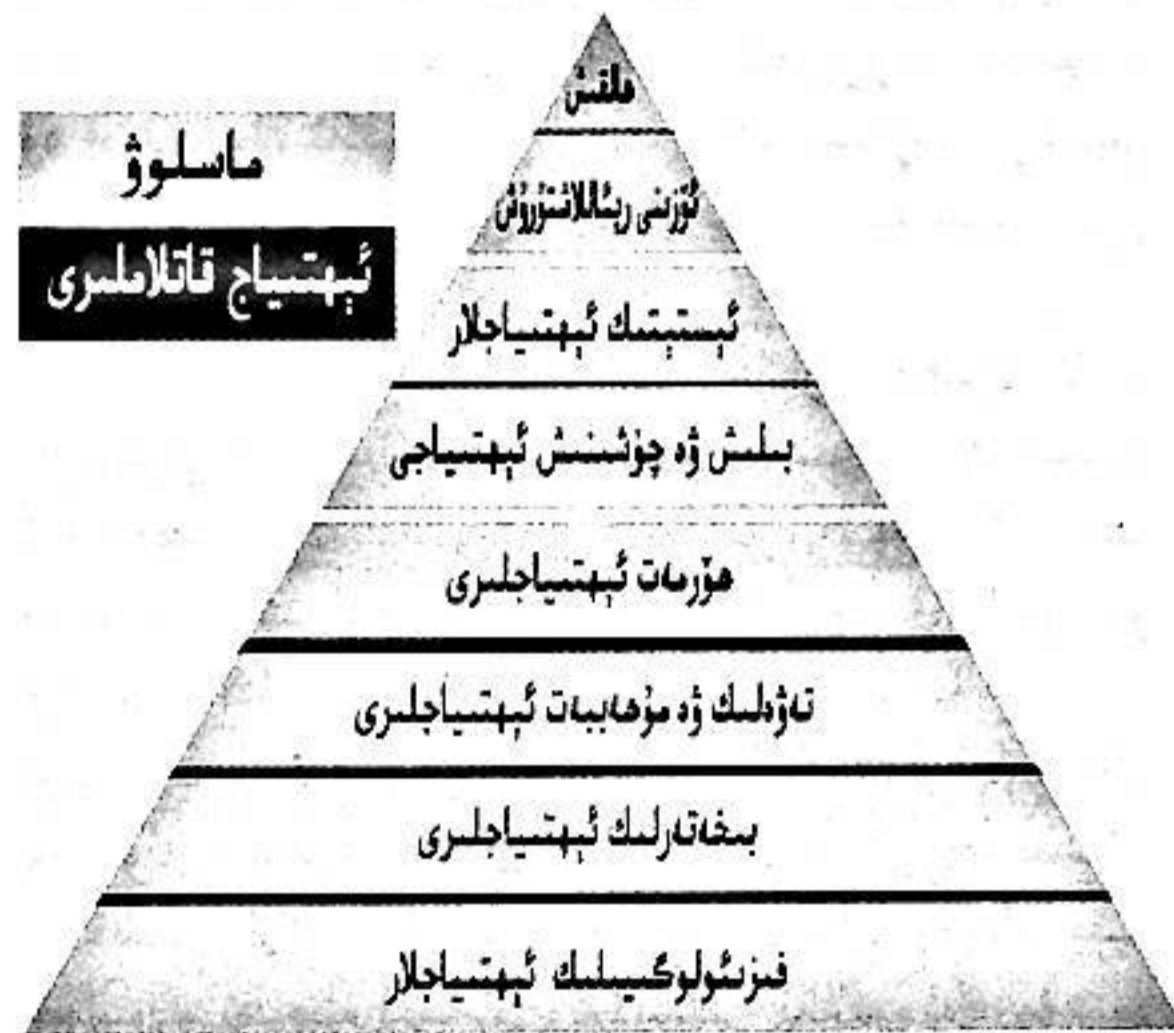 ماسلوۋ
ئېھتىياج قاتلاملىرى
ھالقىش
ئۆزىنى رېئاللاشتۇرۇش
ئېستېتىك ئېھتىياجلار
بىلىش ۋە چۈشىنىش ئېھتىياجى
ھۆرمەت ئېھتىياجلىرى
تەۋەلىك ۋە مۇھەببەت ئېھتىياجلىرى
بىخەتەرلىك ئېھتىياجلىرى
فىزىئولوگىيىلىك ئېھتىياجلار